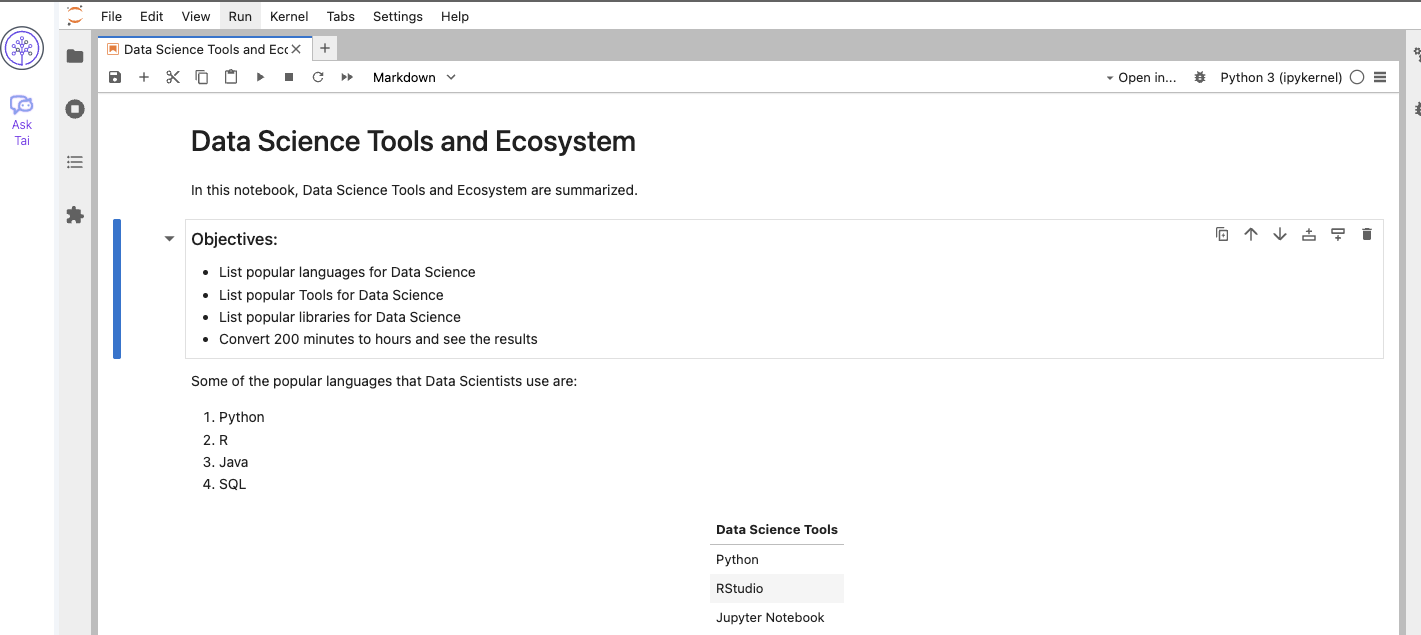 File Edit View Run Kernel Tabs Settings Help
Data Science Tools and Ecc
Markdown
Open in...
Python 3 (ipykernel)
Ask
Tai
Data Science Tools and Ecosystem
In this notebook, Data Science Tools and Ecosystem are summarized.
Objectives:
• List popular languages for Data Science
• List popular Tools for Data Science
• List popular libraries for Data Science
• Convert 200 minutes to hours and see the results
Some of the popular languages that Data Scientists use are:
1. Python
2. R
3. Java
4. SQL
Data Science Tools
Python
RStudio
Jupyter Notebook